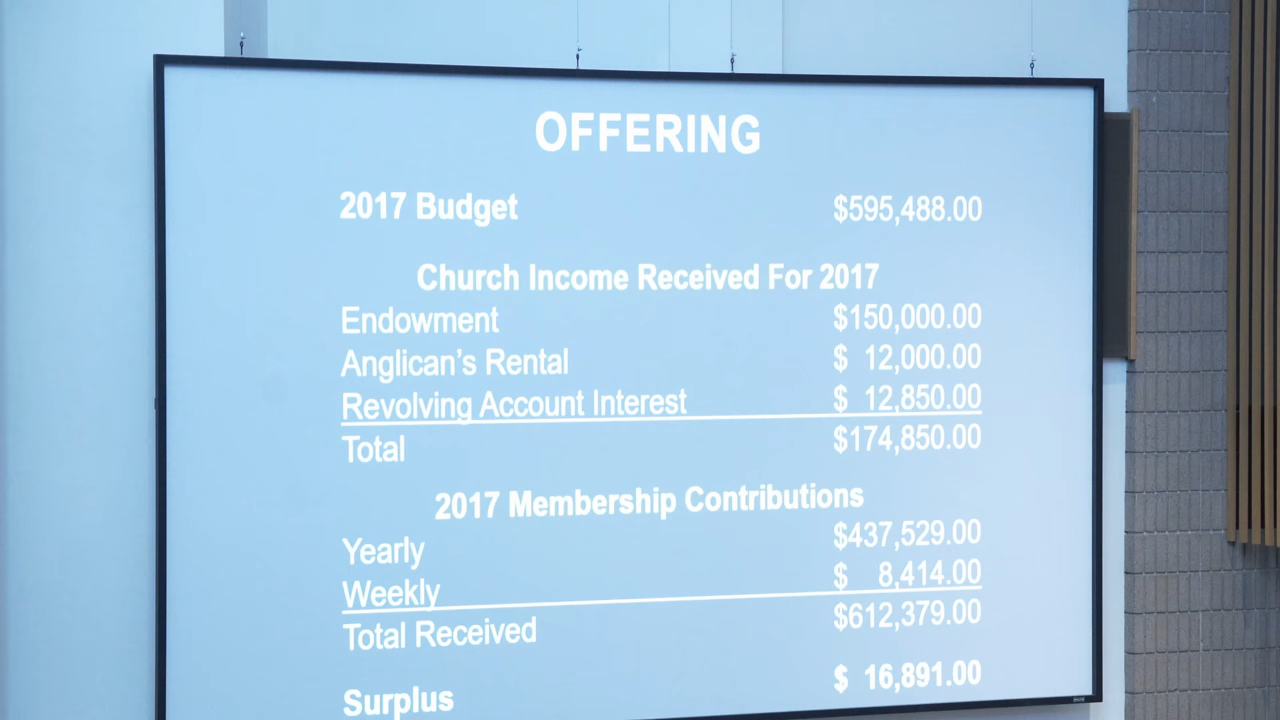 OFFERING
2017 Budget $595,488.00
Church Income Received For 2017
Endowment $150,000.00
Anglican's Rental $ 12,000.00
Revolving Account Interest $ 12,850.00
Total $174,850.00
2017 Membership Contributions
Yearly $437,529.00
Weekly $ 8,414.00
Total Received $612,379.00
Surplus $ 16,891.00